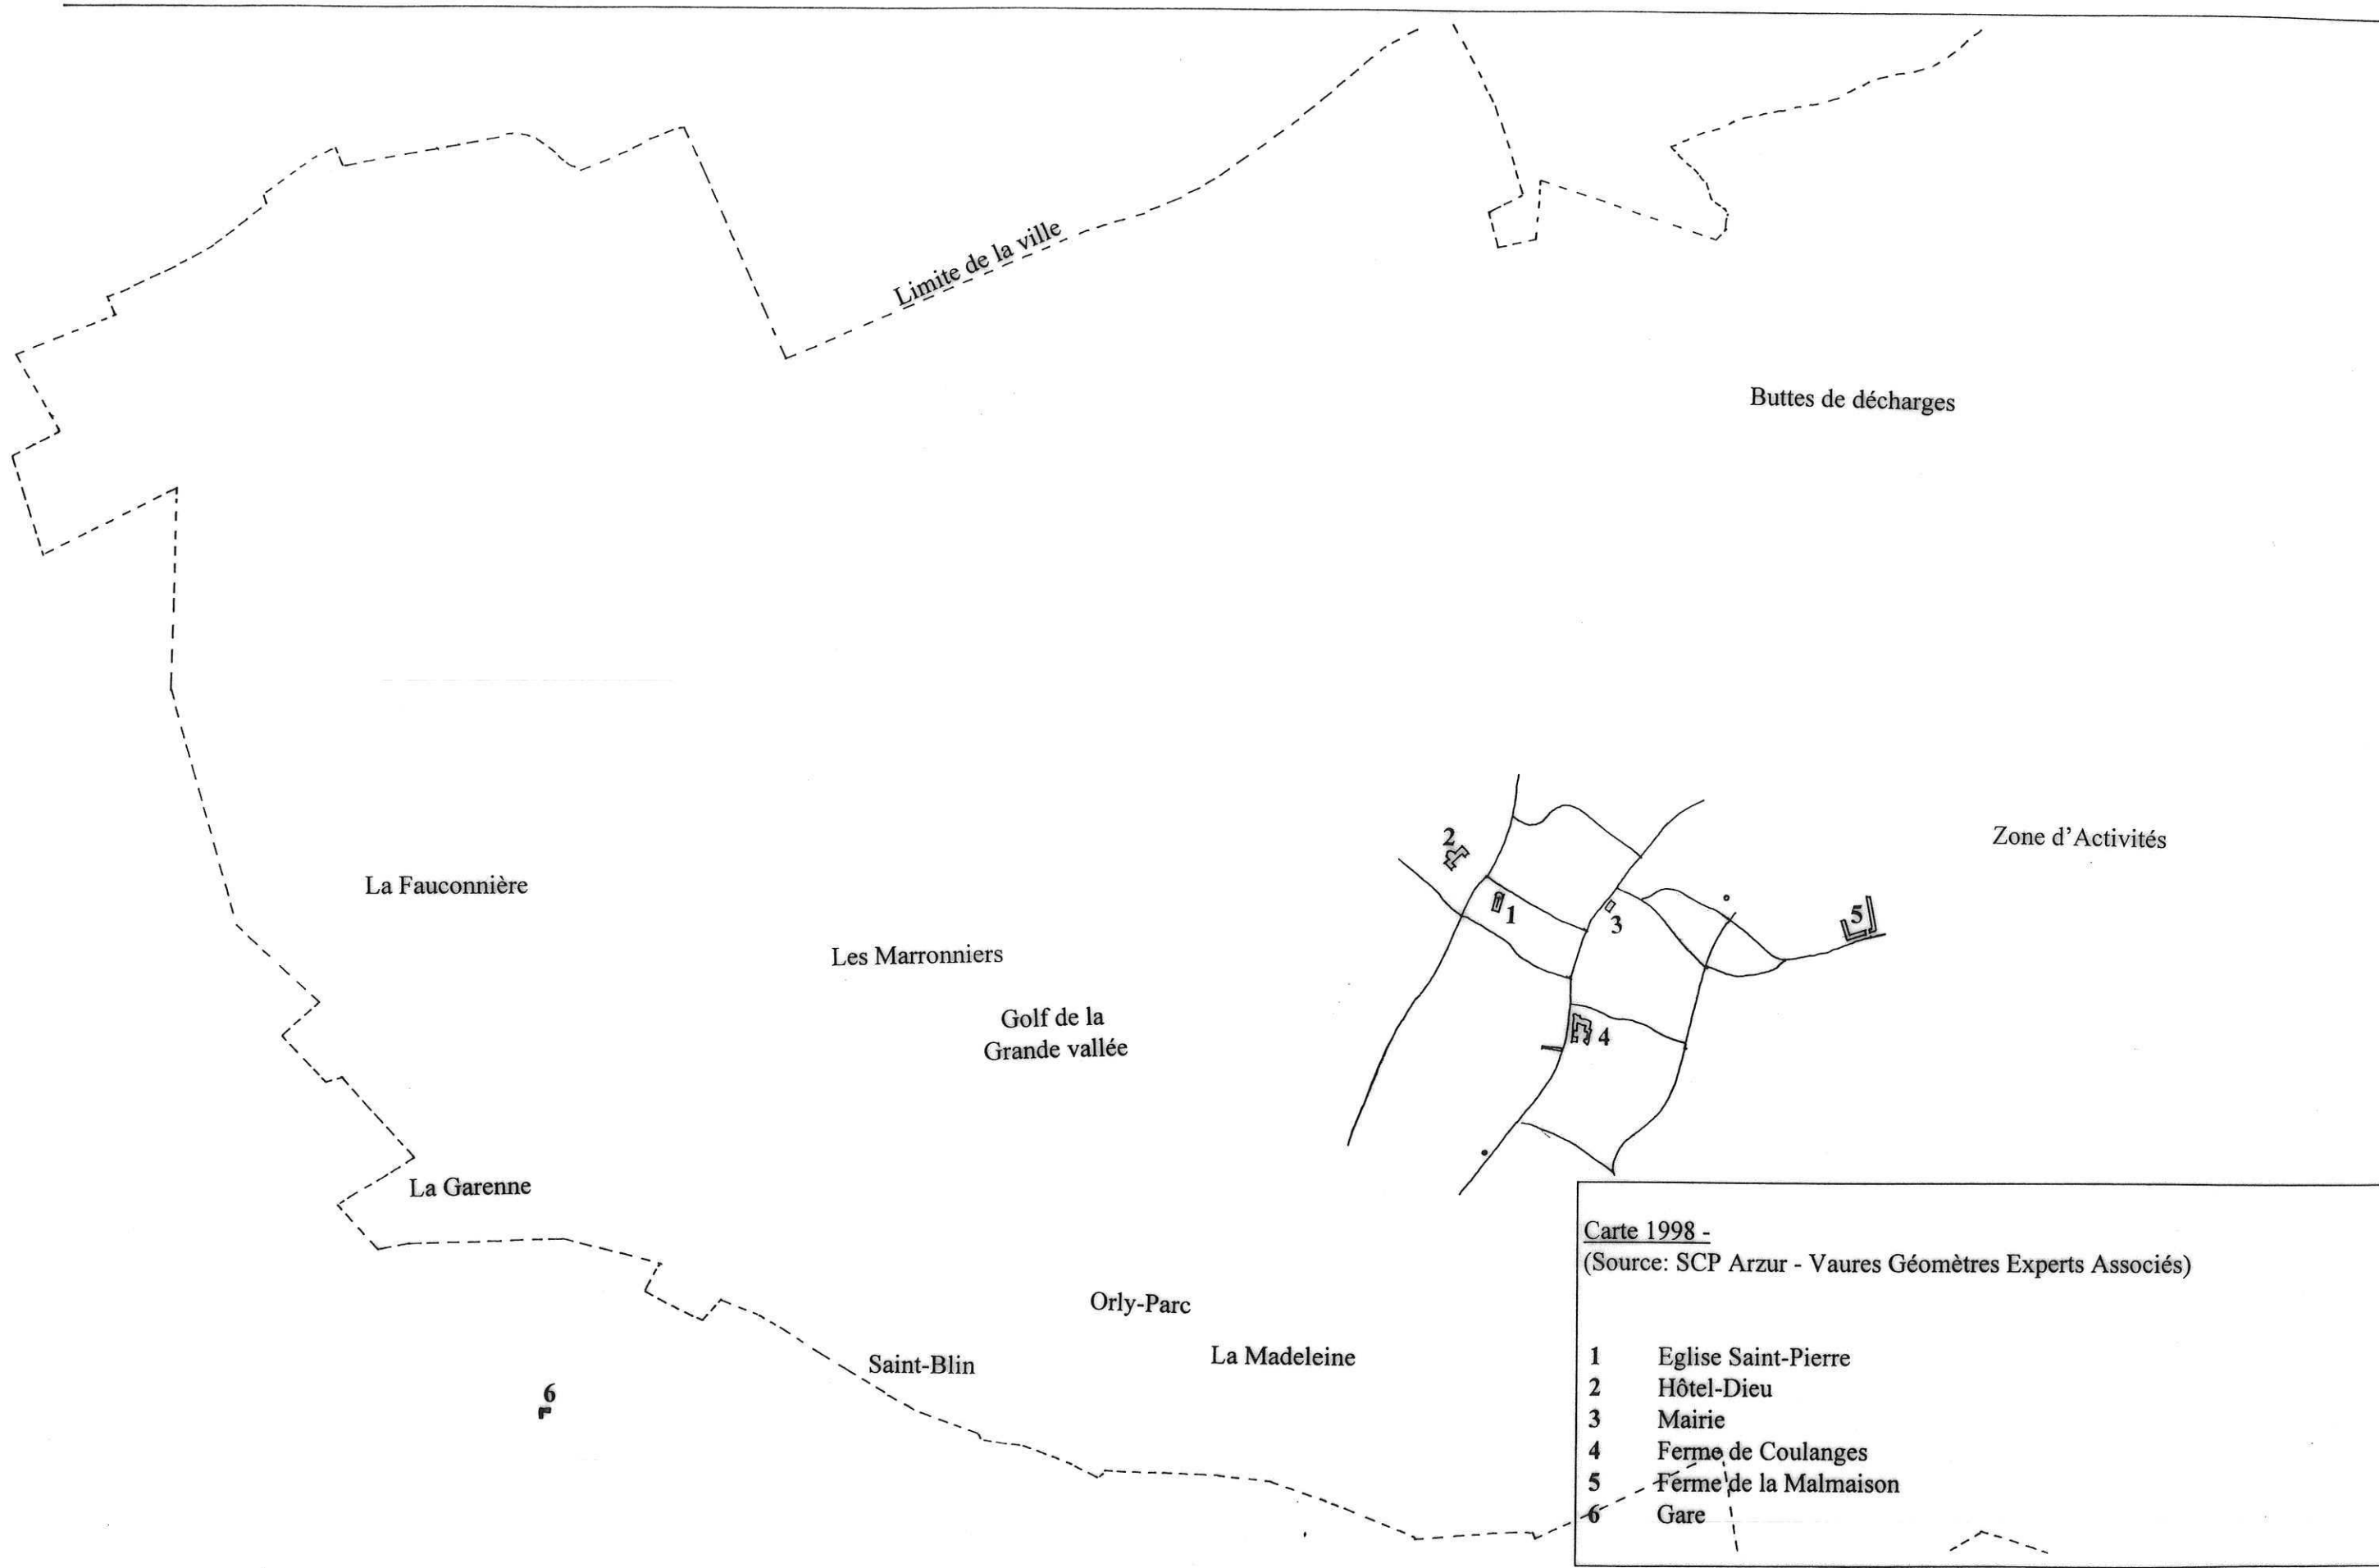 Limite de la ville
Buttes de décharges
Zone d'Activités
2
La Fauconnière
1
3
5
Les Marronniers
Golf de la
Grande vallée
4
La Garenne
Orly-Parc
La Madeleine
Saint-Blin
6
Carte 1998 -
(Source: SCP Arzur - Vaures Géomètres Experts Associés)
1 Eglise Saint-Pierre
2 Hôtel-Dieu
3 Mairie
4 Ferme de Coulanges
5 Ferme de la Malmaison
6 Gare